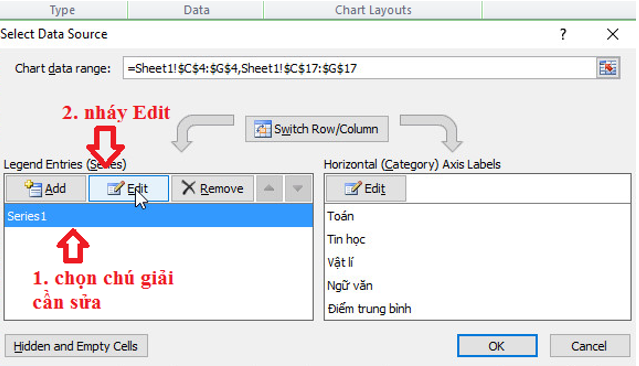 Type Data Chart Layouts
Select Data Source ?
Chart data range: =Sheet1!$C$4:$G$4,Sheet1!$C$17:$G$17
2. nháy Edit
Switch Row/Column
Legend Entries (Series)
Horizontal (Category) Axis Labels
Add Edit Remove
Edit
Series1
Toán
Tin học
Vật lí
Ngữ văn
Điểm trung bình
1. chọn chú giải
cần sửa
Hidden and Empty Cells
OK Cancel